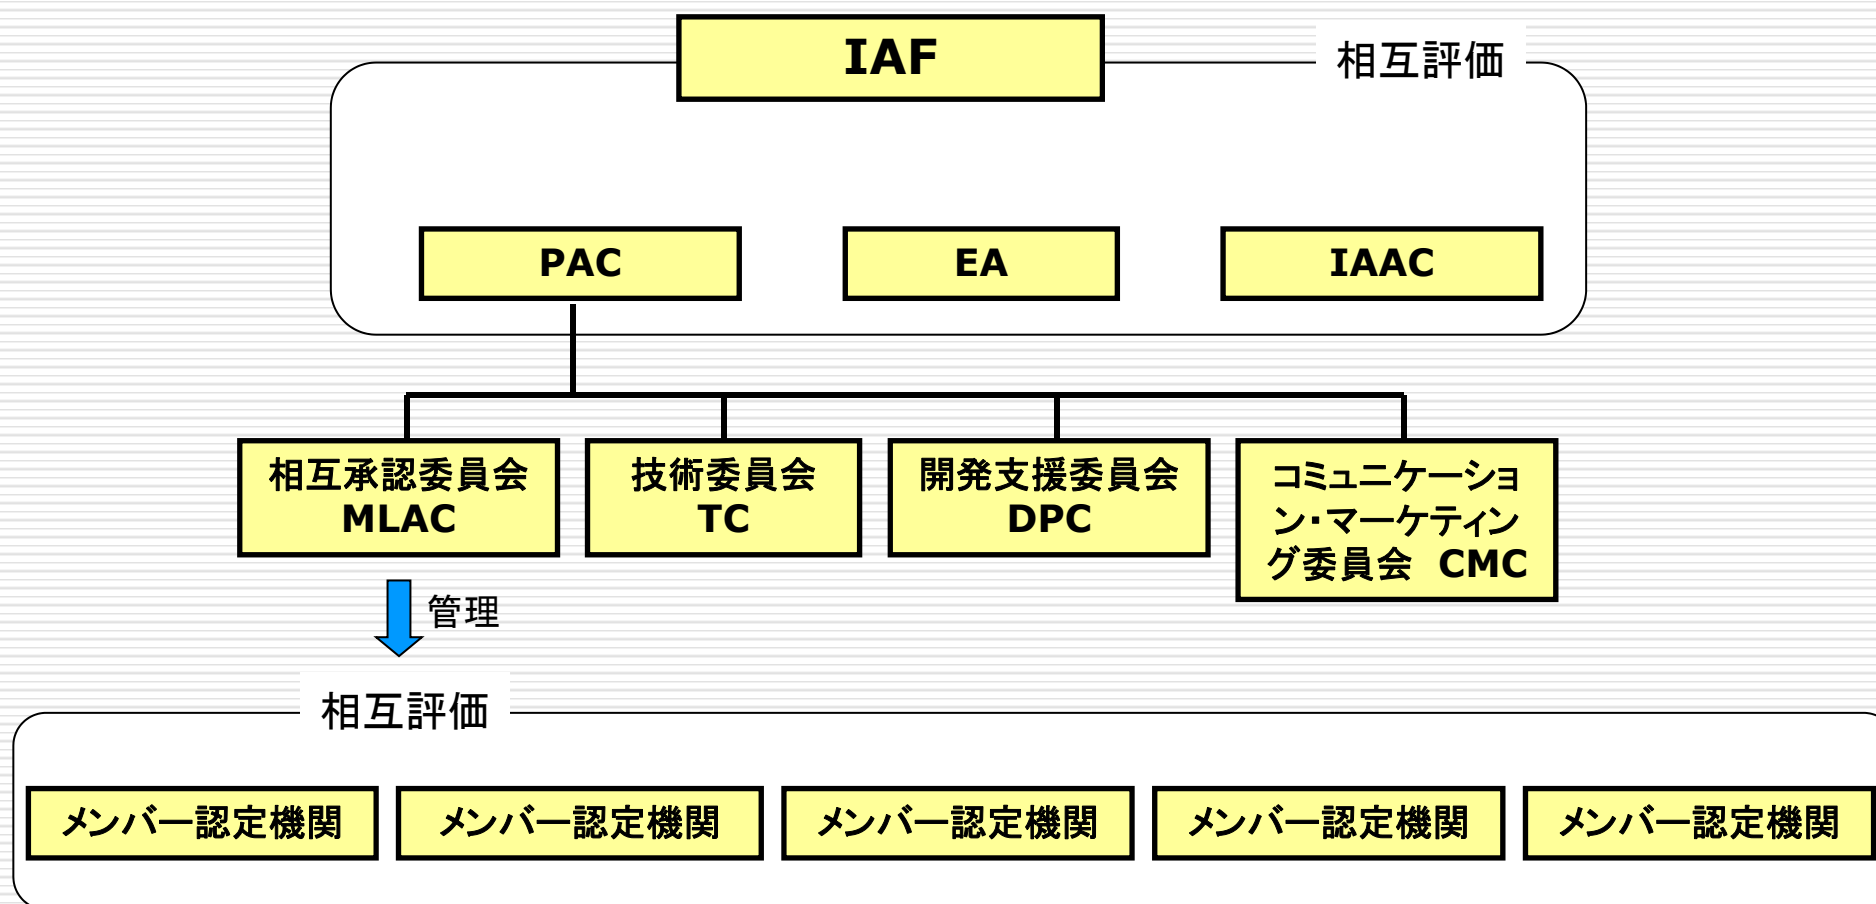 IAF
相互評価
PAC
EA
IAAC
相互承認委員会
MLAC
技術委員会
TC
開発支援委員会
DPC
コミュニケーショ
ン・マーケティン
グ委員会　CMC
管理
相互評価
メンバー認定機関
メンバー認定機関
メンバー認定機関
メンバー認定機関
メンバー認定機関